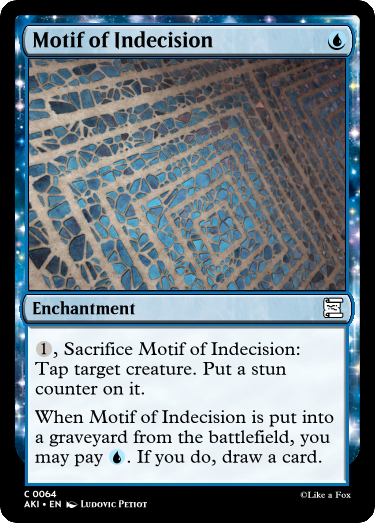 Motif of Indecision
Enchantment
1, Sacrifice Motif of Indecision:
Tap target creature. Put a stun
counter on it.
When Motif of Indecision is put into
a graveyard from the battlefield, you
may pay . If you do, draw a card.
C 0064
AKI • EN Ludovic Petiot
©Like a Fox